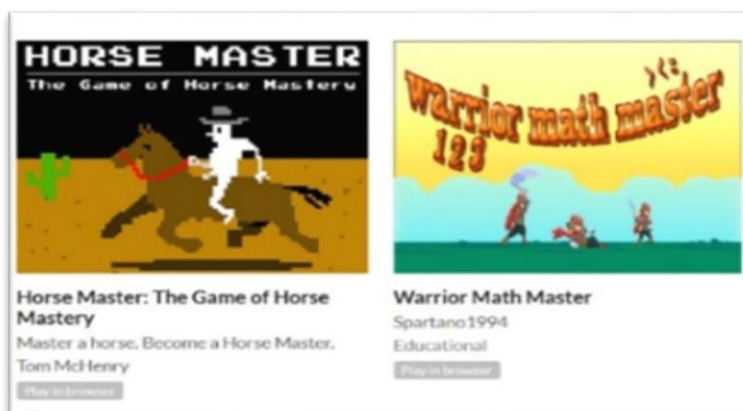 HORSE MASTER
The Game of Horse Mastery
Horse Master: The Game of Horse
Mastery
Master a horse. Become a Horse Master.
Tom McHenry
Play in browser
warrior math master
123
Warrior Math Master
Spartano1994
Educational
Play in browser